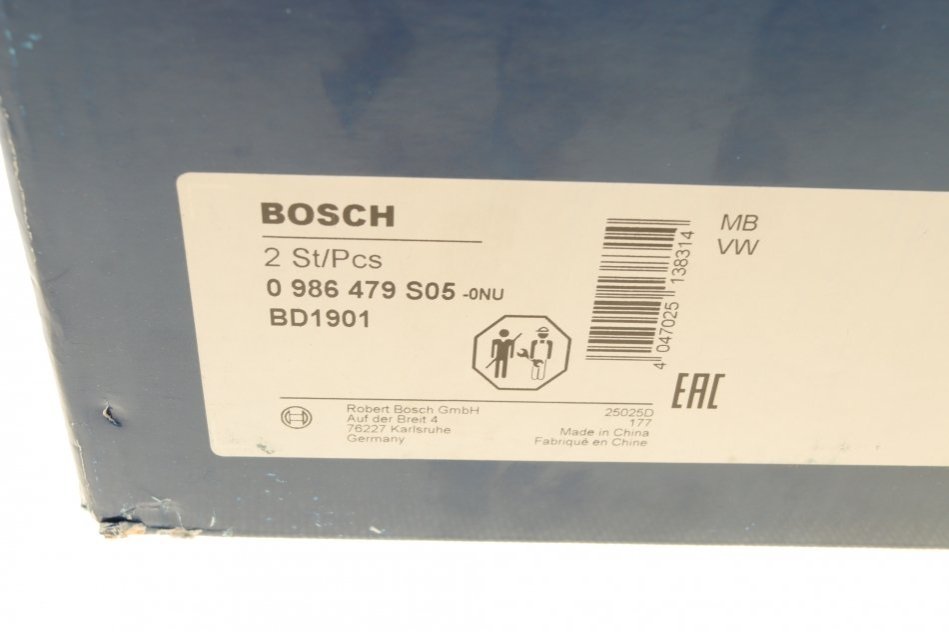 BOSCH
2 St/Pcs
0 986 479 S05 -0NU
BD1901
4 047025 138314
MB
VW
EAC
Robert Bosch GmbH
Auf der Breit 4
76227 Karlsruhe
Germany
25025D
177
Made in China
Fabriqué en Chine